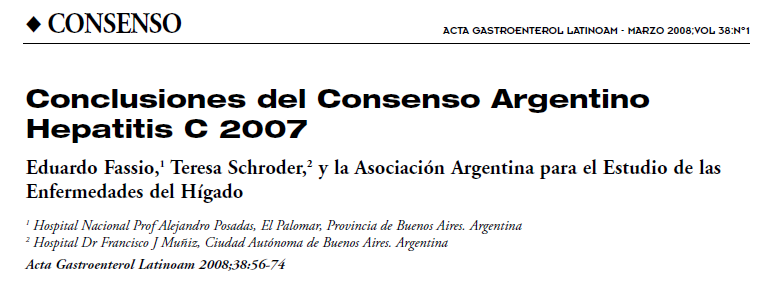 ◆ CONSENSO
ACTA GASTROENTEROL LATINOAM - MARZO 2008;VOL 38:N°1
Conclusiones del Consenso Argentino
Hepatitis C 2007
Eduardo Fassio,¹ Teresa Schroder,² y la Asociación Argentina para el Estudio de las
Enfermedades del Hígado
¹ Hospital Nacional Prof Alejandro Posadas, El Palomar, Provincia de Buenos Aires. Argentina
² Hospital Dr Francisco J Muñiz, Ciudad Autónoma de Buenos Aires. Argentina
Acta Gastroenterol Latinoam 2008;38:56-74